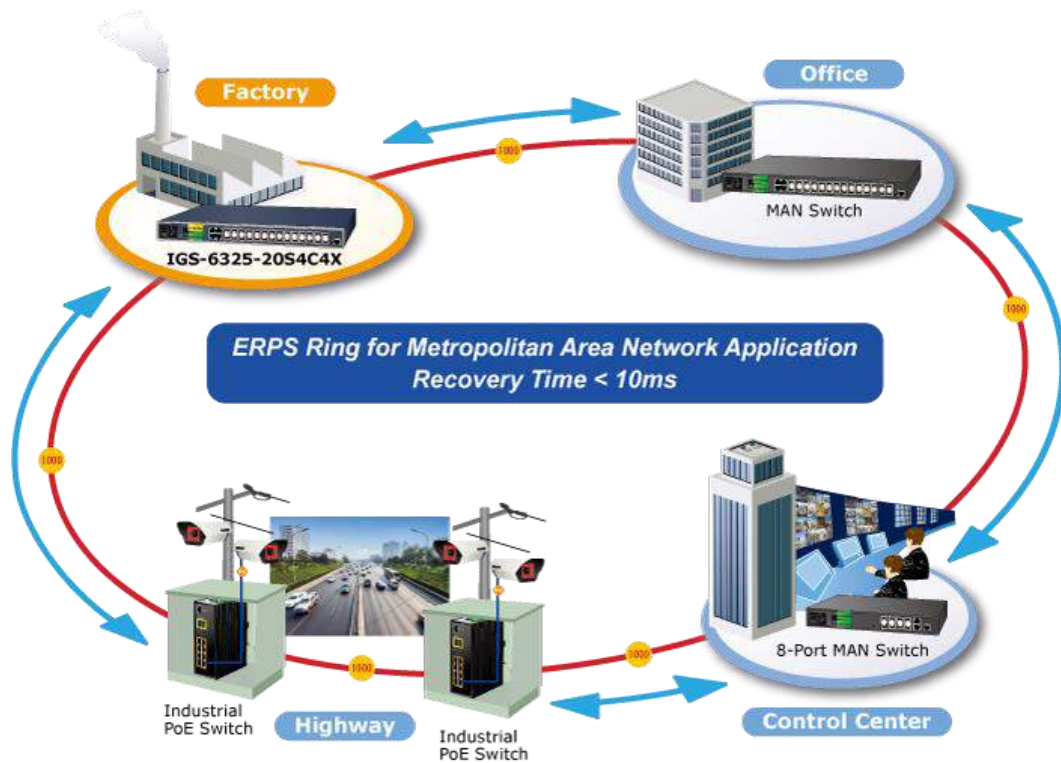 Factory
Office
1000
MAN Switch
IGS-6325-20S4C4X
1000
ERPS Ring for Metropolitan Area Network Application
Recovery Time < 10ms
1000
8-Port MAN Switch
1000
1000
Industrial
PoE Switch
Highway
Industrial
PoE Switch
Control Center